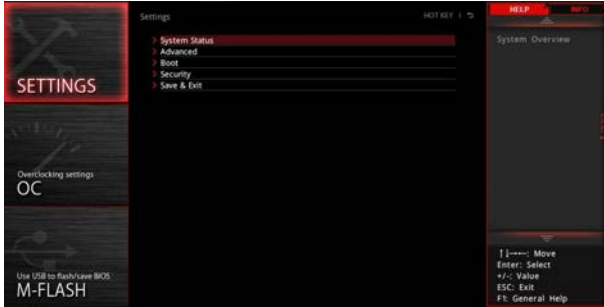 Settings
HOT KEY | ⮌
HELP
INFO
System Overview
System Status
Advanced
Boot
Security
Save & Exit
SETTINGS
Overclocking settings
OC
Use USB to flash/save BIOS
M-FLASH
↑↓→←: Move
Enter: Select
+/-: Value
ESC: Exit
F1: General Help